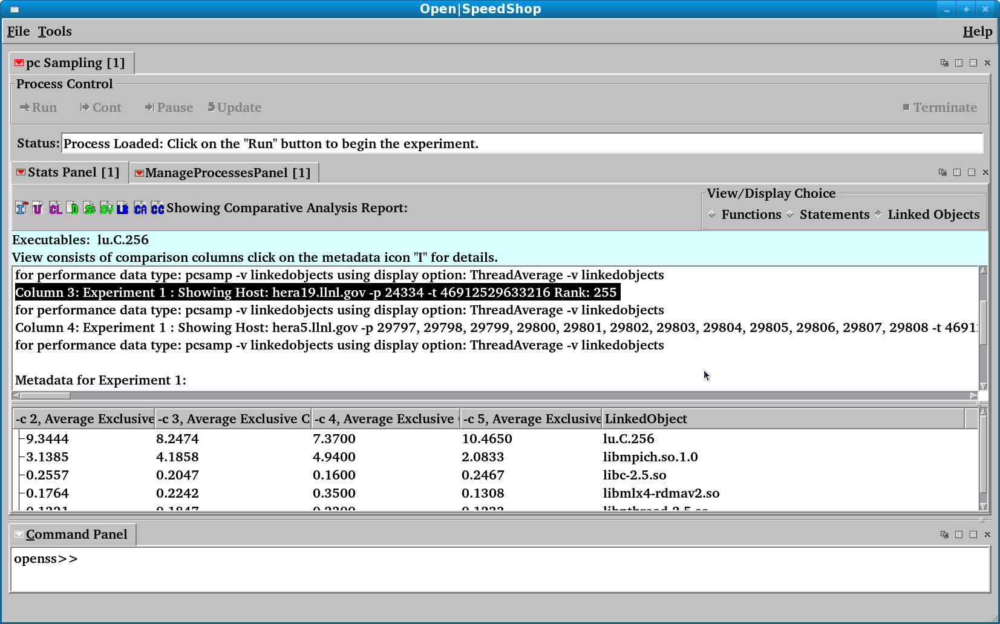 Open|SpeedShop
File Tools Help
pc Sampling [1]
Process Control
Run Cont Pause Update Terminate
Status: Process Loaded: Click on the "Run" button to begin the experiment.
Stats Panel [1] ManageProcessesPanel [1]
View/Display Choice
I U CL D S↓ OV LB CA CC Showing Comparative Analysis Report:
Functions Statements Linked Objects
Executables: lu.C.256
View consists of comparison columns click on the metadata icon "I" for details.
for performance data type: pcsamp -v linkedobjects using display option: ThreadAverage -v linkedobjects
Column 3: Experiment 1 : Showing Host: hera19.llnl.gov -p 24334 -t 46912529633216 Rank: 255
for performance data type: pcsamp -v linkedobjects using display option: ThreadAverage -v linkedobjects
Column 4: Experiment 1 : Showing Host: hera5.llnl.gov -p 29797, 29798, 29799, 29800, 29801, 29802, 29803, 29804, 29805, 29806, 29807, 29808 -t 4691
for performance data type: pcsamp -v linkedobjects using display option: ThreadAverage -v linkedobjects
Metadata for Experiment 1:
-c 2, Average Exclusive -c 3, Average Exclusive C -c 4, Average Exclusive -c 5, Average Exclusive LinkedObject
9.3444 8.2474 7.3700 10.4650 lu.C.256
3.1385 4.1858 4.9400 2.0833 libmpich.so.1.0
0.2557 0.2047 0.1600 0.2467 libc-2.5.so
0.1764 0.2242 0.3500 0.1308 libmlx4-rdmav2.so
Command Panel
openss>>